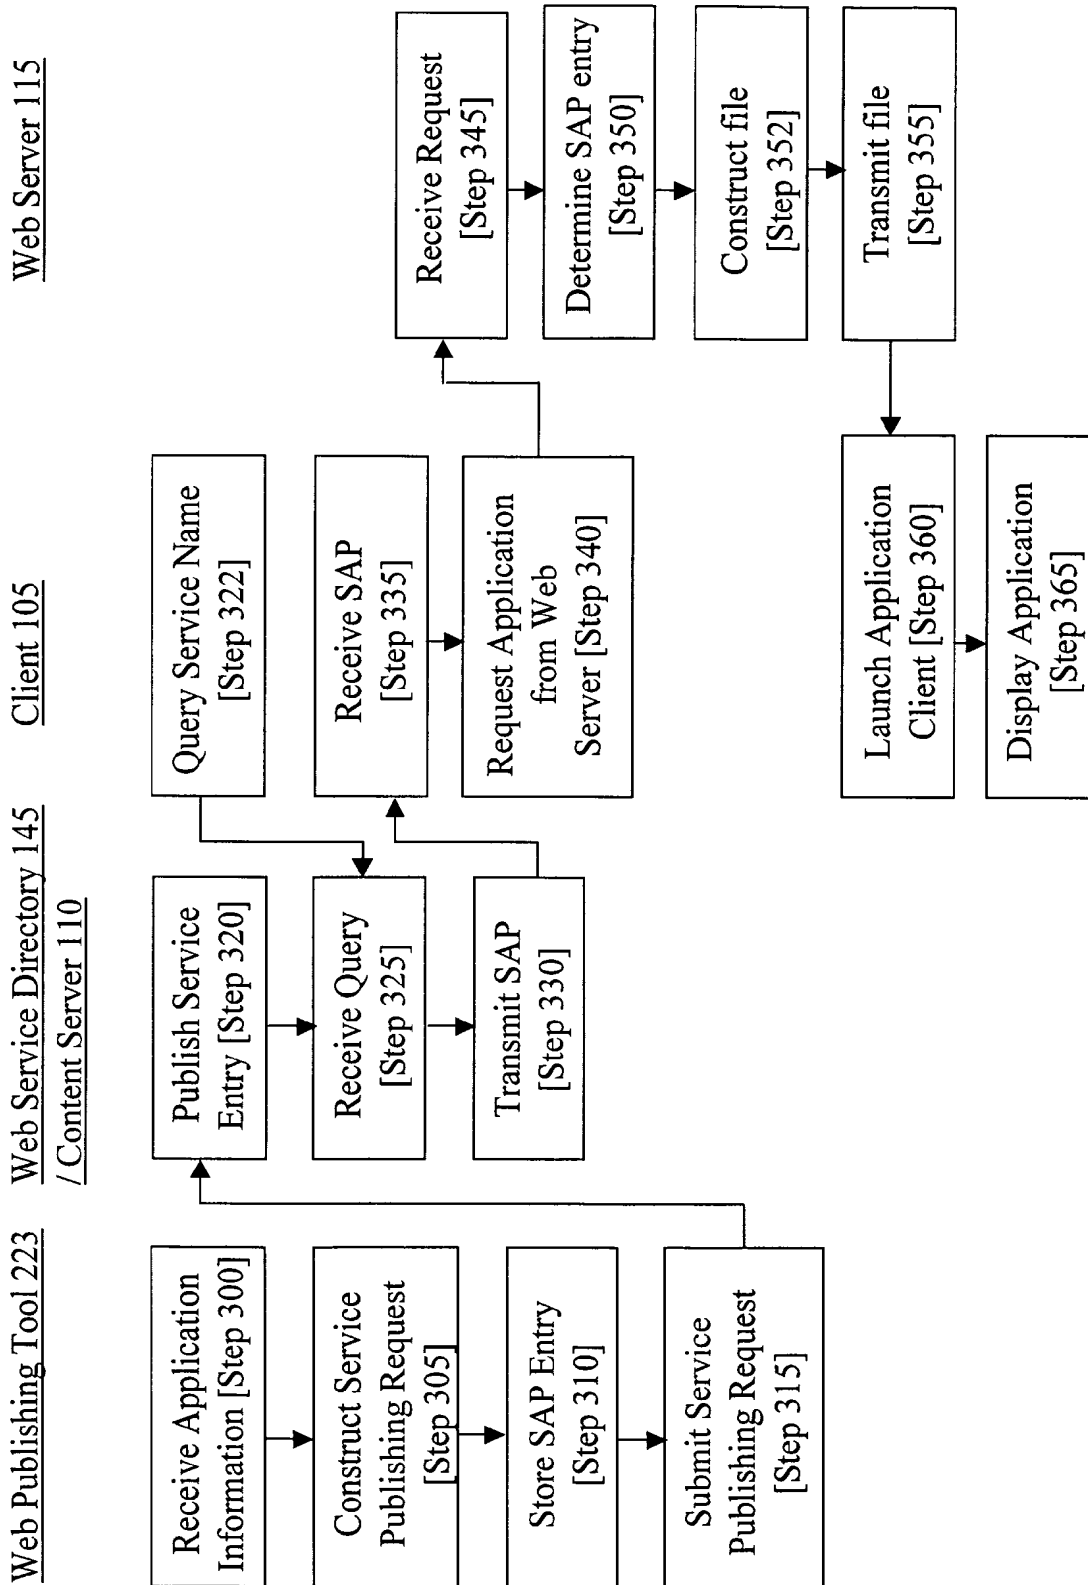 Web Publishing Tool 223
Receive Application
Information [Step 300]
Construct Service
Publishing Request
[Step 305]
Store SAP Entry
[Step 310]
Submit Service
Publishing Request
[Step 315]
Web Service Directory 145
/ Content Server 110
Publish Service
Entry [Step 320]
Receive Query
[Step 325]
Transmit SAP
[Step 330]
Client 105
Query Service Name
[Step 322]
Receive SAP
[Step 335]
Request Application
from Web
Server [Step 340]
Launch Application
Client [Step 360]
Display Application
[Step 365]
Web Server 115
Receive Request
[Step 345]
Determine SAP entry
[Step 350]
Construct file
[Step 352]
Transmit file
[Step 355]